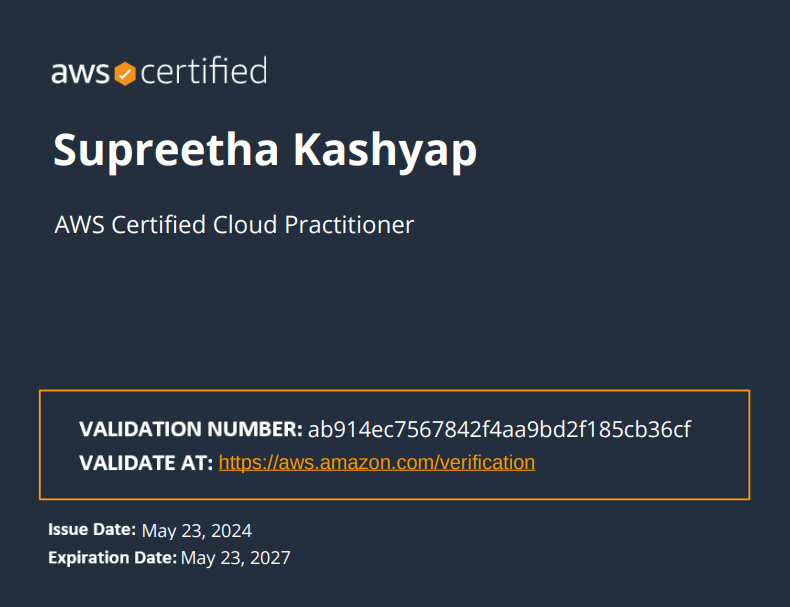 aws certified
Supreetha Kashyap
AWS Certified Cloud Practitioner
VALIDATION NUMBER: ab914ec7567842f4aa9bd2f185cb36cf
VALIDATE AT: https://aws.amazon.com/verification
Issue Date: May 23, 2024
Expiration Date: May 23, 2027